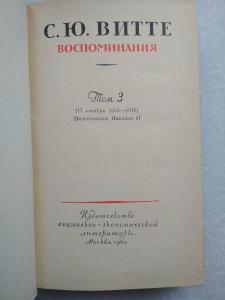 С. Ю. ВИТТЕ
ВОСПОМИНАНИЯ
Том 3
(17 октября 1905—1911)
Царствование Николая II
Издательство
социально-экономической
литературы
Москва 1960